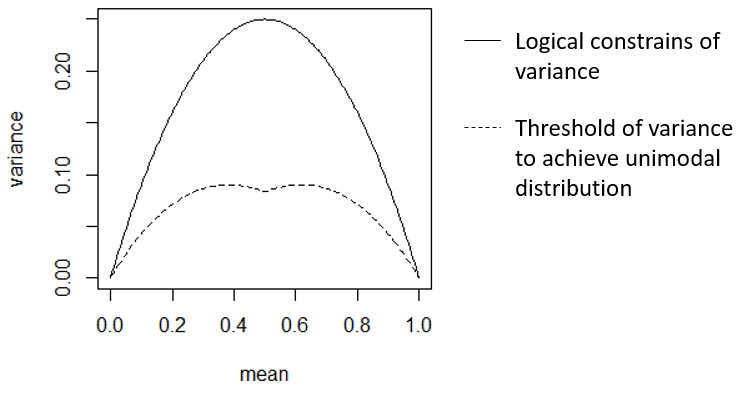 0.20
0.10
0.00
variance
0.0 0.2 0.4 0.6 0.8 1.0
mean
Logical constrains of
variance
Threshold of variance
to achieve unimodal
distribution